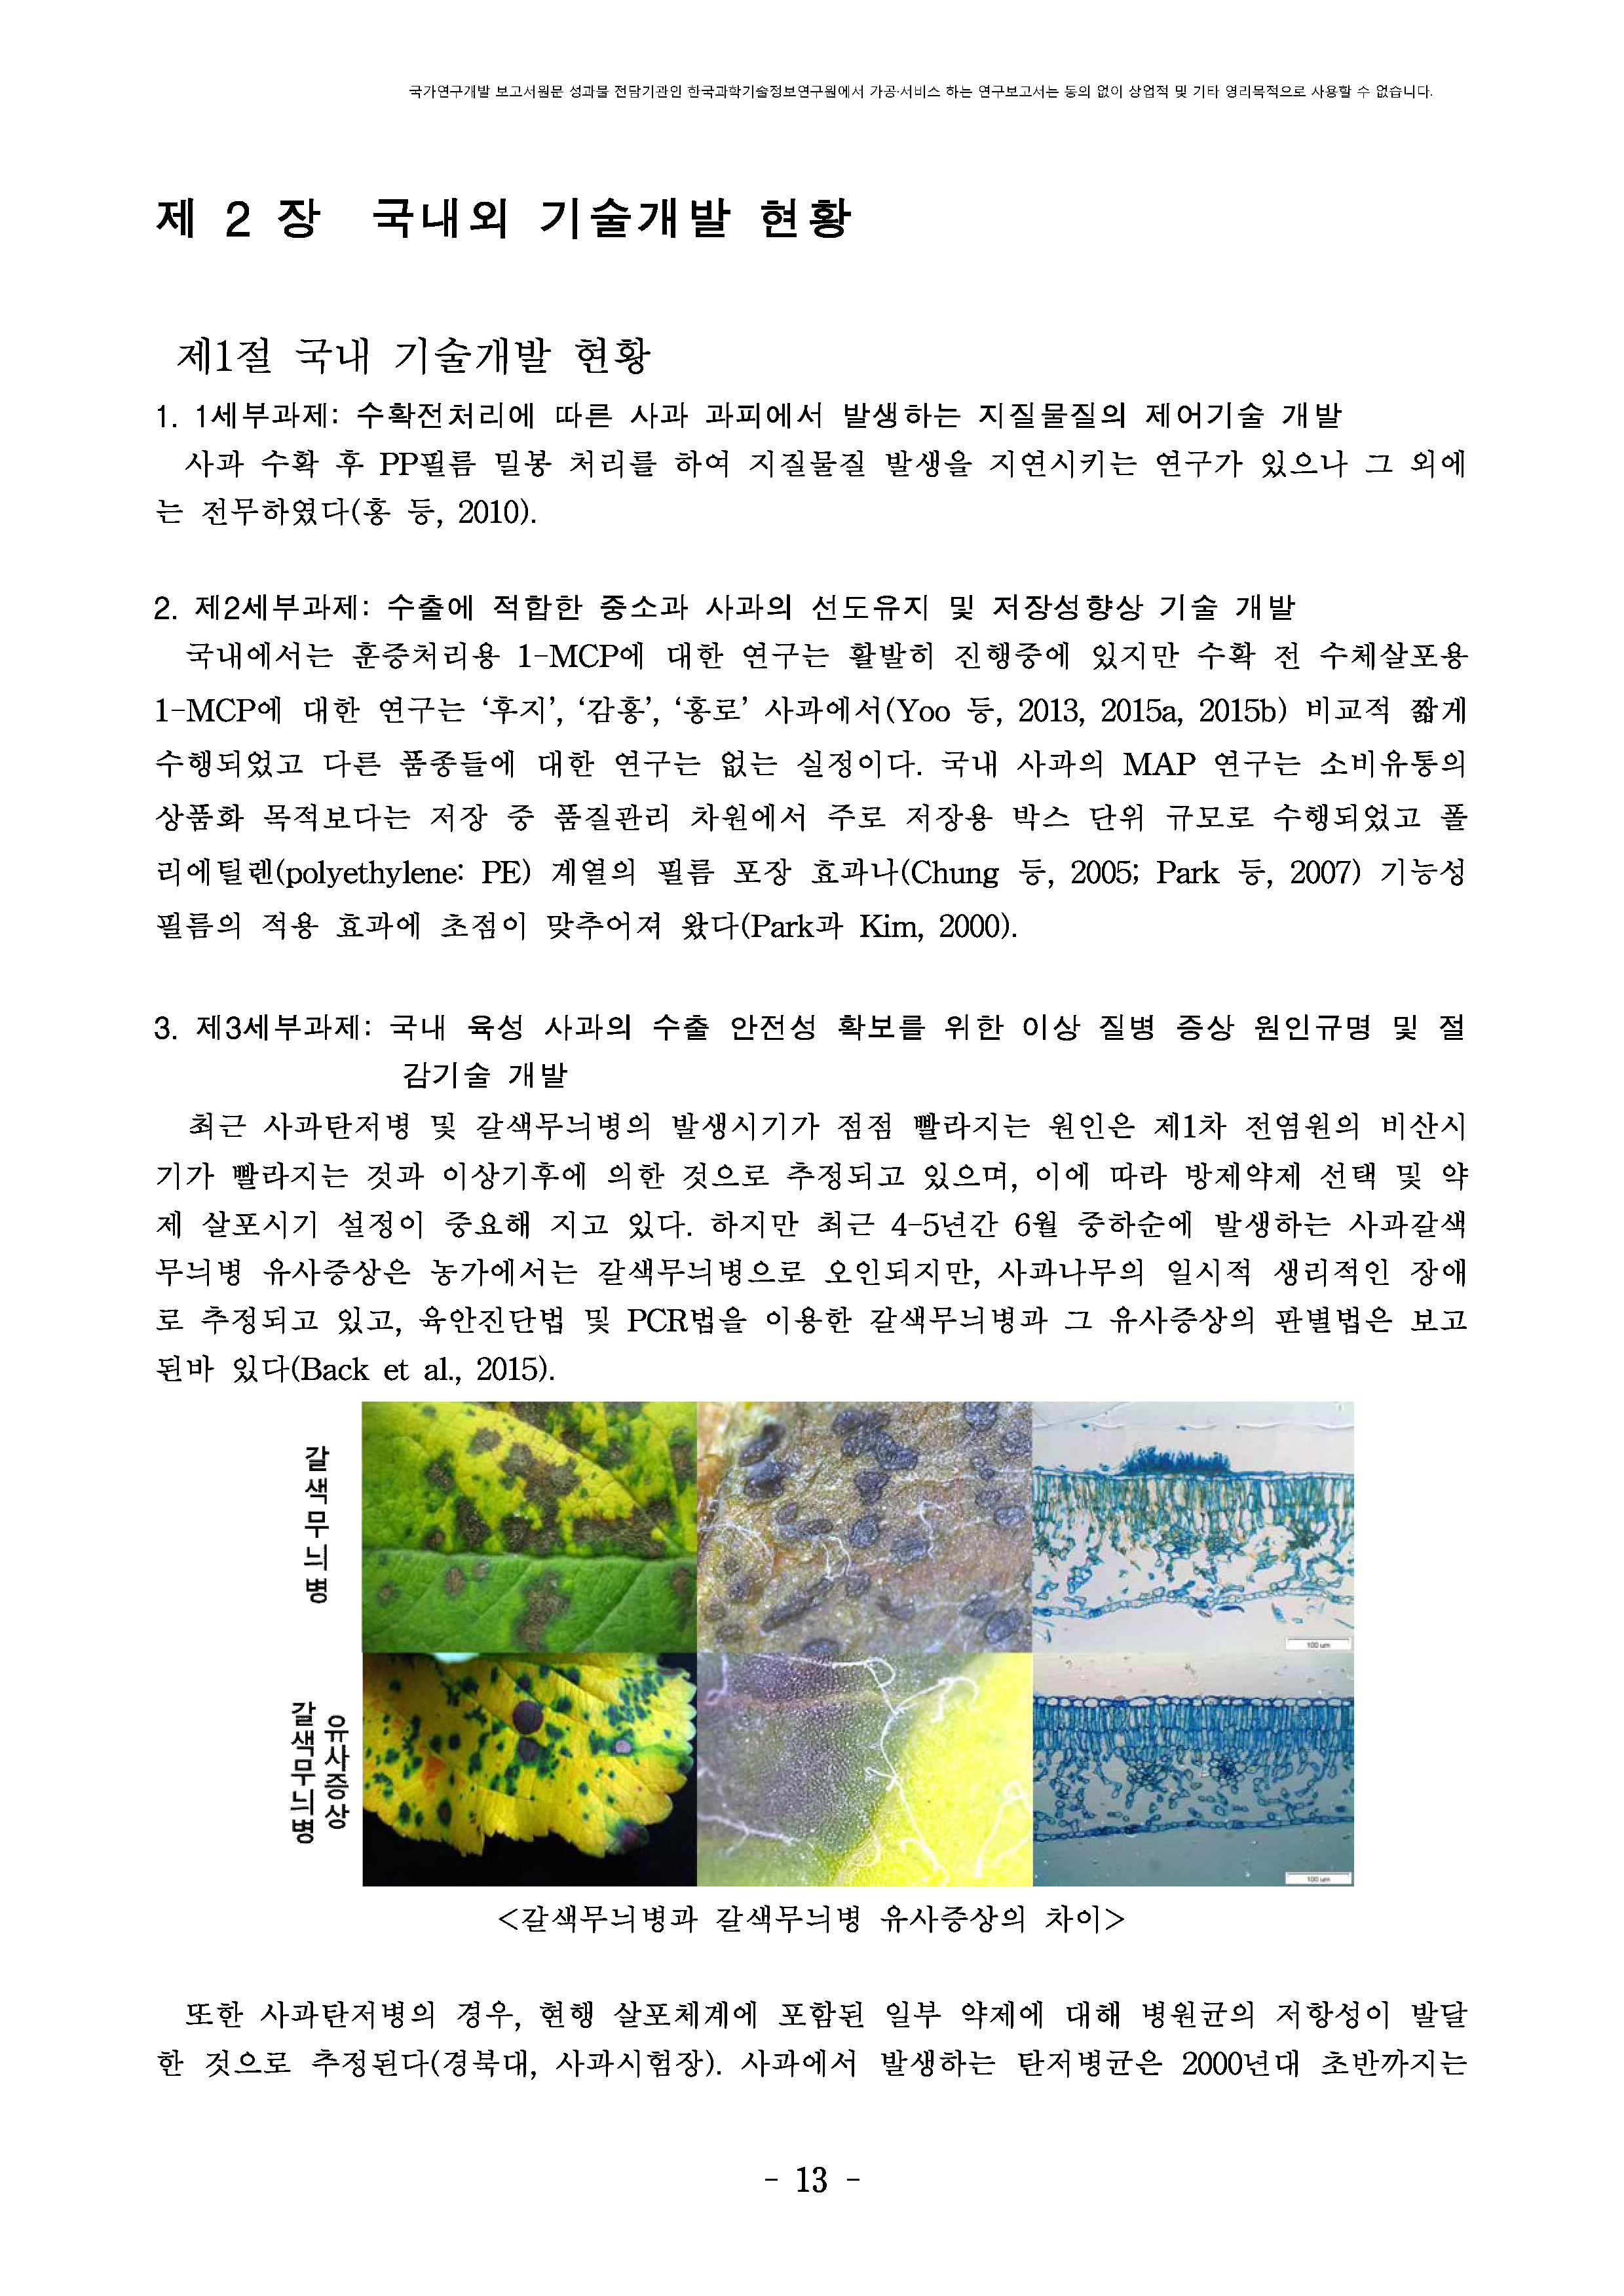 국가연구개발 보고서원문 성과물 전담기관인 한국과학기술정보연구원에서 가공·서비스 하는 연구보고서는 동의 없이 상업적 및 기타 영리목적으로 사용할 수 없습니다.
제 2 장 국내외 기술개발 현황
제1절 국내 기술개발 현황
1. 1세부과제: 수확전처리에 따른 사과 과피에서 발생하는 지질물질의 제어기술 개발
사과 수확 후 PP필름 밀봉 처리를 하여 지질물질 발생을 지연시키는 연구가 있으나 그 외에
는 전무하였다(홍 등, 2010).
2. 제2세부과제: 수출에 적합한 중소과 사과의 선도유지 및 저장성향상 기술 개발
국내에서는 훈증처리용 1-MCP에 대한 연구는 활발히 진행중에 있지만 수확 전 수체살포용
1-MCP에 대한 연구는 ‘후지’, ‘감홍’, ‘홍로’ 사과에서(Yoo 등, 2013, 2015a, 2015b) 비교적 짧게
수행되었고 다른 품종들에 대한 연구는 없는 실정이다. 국내 사과의 MAP 연구는 소비유통의
상품화 목적보다는 저장 중 품질관리 차원에서 주로 저장용 박스 단위 규모로 수행되었고 폴
리에틸렌(polyethylene: PE) 계열의 필름 포장 효과나(Chung 등, 2005; Park 등, 2007) 기능성
필름의 적용 효과에 초점이 맞추어져 왔다(Park과 Kim, 2000).
3. 제3세부과제: 국내 육성 사과의 수출 안전성 확보를 위한 이상 질병 증상 원인규명 및 절
감기술 개발
최근 사과탄저병 및 갈색무늬병의 발생시기가 점점 빨라지는 원인은 제1차 전염원의 비산시
기가 빨라지는 것과 이상기후에 의한 것으로 추정되고 있으며, 이에 따라 방제약제 선택 및 약
제 살포시기 설정이 중요해 지고 있다. 하지만 최근 4-5년간 6월 중하순에 발생하는 사과갈색
무늬병 유사증상은 농가에서는 갈색무늬병으로 오인되지만, 사과나무의 일시적 생리적인 장애
로 추정되고 있고, 육안진단법 및 PCR법을 이용한 갈색무늬병과 그 유사증상의 판별법은 보고
된바 있다(Back et al., 2015).
갈색무늬병
100 um
갈색무늬병
유사증상
100 um
<갈색무늬병과 갈색무늬병 유사증상의 차이>
또한 사과탄저병의 경우, 현행 살포체계에 포함된 일부 약제에 대해 병원균의 저항성이 발달
한 것으로 추정된다(경북대, 사과시험장). 사과에서 발생하는 탄저병균은 2000년대 초반까지는
- 13 -